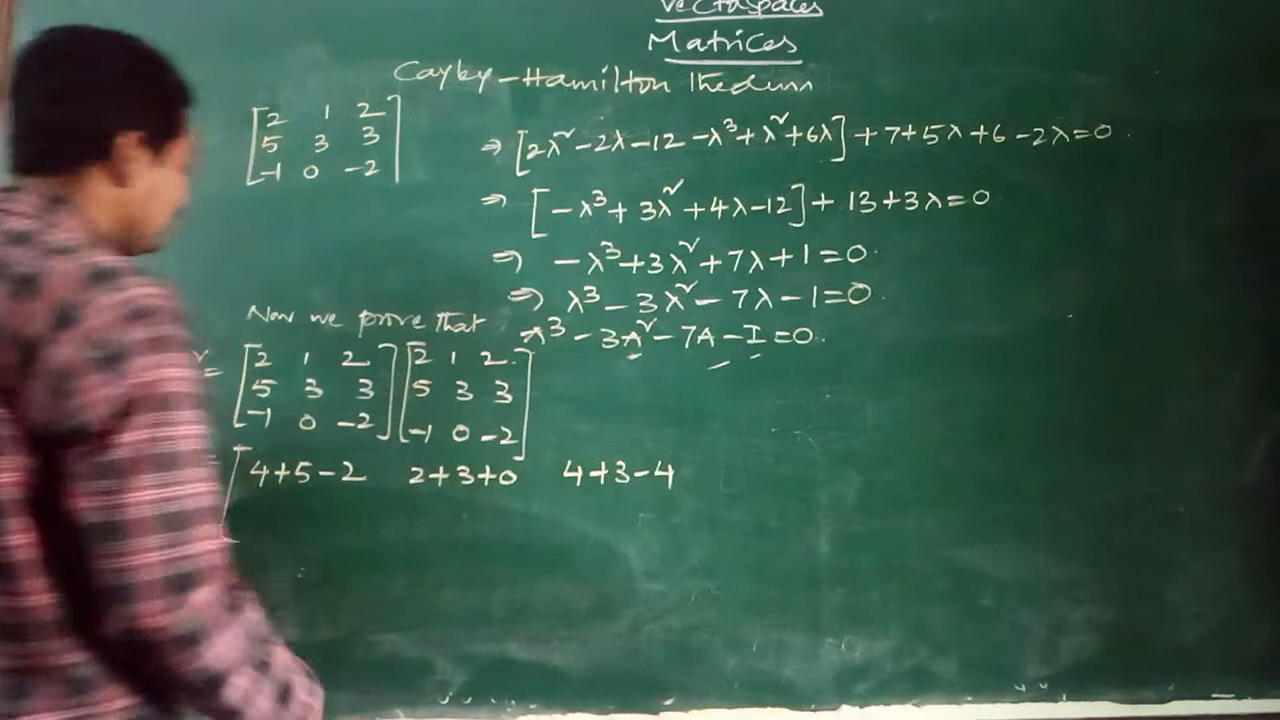 Vectorspaces
Matrices
Cayley-Hamilton Theorem
[2 1 2
5 3 3
-1 0 -2]
⇒ [2λ² - 2λ - 12 - λ³ + λ² + 6λ] + 7 + 5λ + 6 - 2λ = 0
⇒ [-λ³ + 3λ² + 4λ - 12] + 13 + 3λ = 0
⇒ -λ³ + 3λ² + 7λ + 1 = 0
⇒ λ³ - 3λ² - 7λ - 1 = 0
Now we prove that A³ - 3A² - 7A - I = 0
² = [2 1 2] [2 1 2
5 3 3] [5 3 3
-1 0 -2] [-1 0 -2]
= [4+5-2 2+3+0 4+3-4